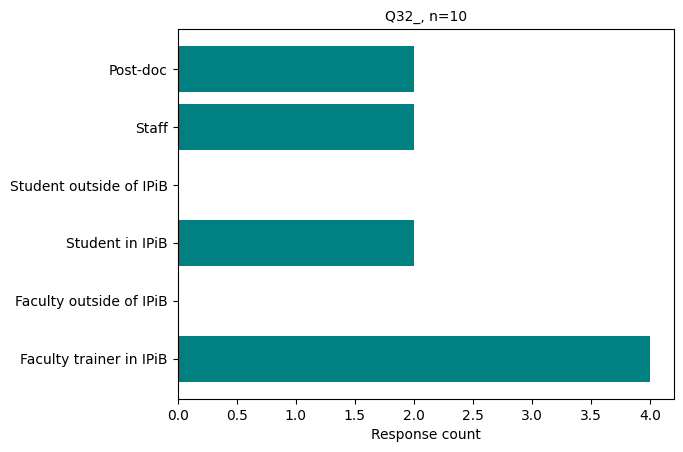 Q32_, n=10
Post-doc
Staff
Student outside of IPiB
Student in IPiB
Faculty outside of IPiB
Faculty trainer in IPiB
0.0 0.5 1.0 1.5 2.0 2.5 3.0 3.5 4.0
Response count